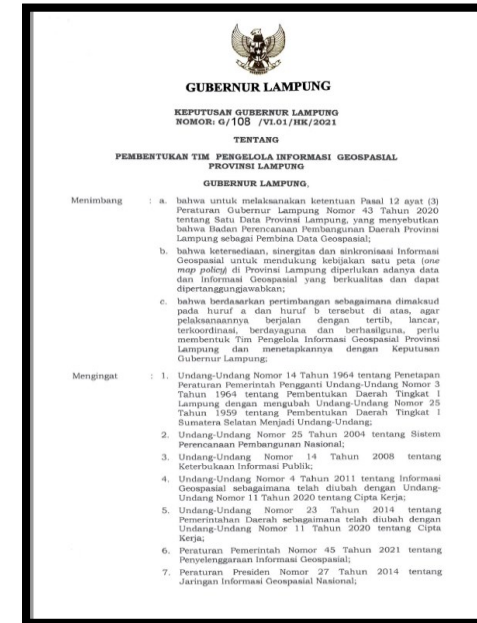 GUBERNUR LAMPUNG
KEPUTUSAN GUBERNUR LAMPUNG
NOMOR: G/108 /VI.01/HK/2021
TENTANG
PEMBENTUKAN TIM PENGELOLA INFORMASI GEOSPASIAL
PROVINSI LAMPUNG
GUBERNUR LAMPUNG,
Menimbang : a. bahwa untuk melaksanakan ketentuan Pasal 12 ayat (3)
Peraturan Gubernur Lampung Nomor 43 Tahun 2020
tentang Satu Data Provinsi Lampung, yang menyebutkan
bahwa Badan Perencanaan Pembangunan Daerah Provinsi
Lampung sebagai Pembina Data Geospasial;
b. bahwa ketersediaan, sinergitas dan sinkronisasi Informasi
Geospasial untuk mendukung kebijakan satu peta (one
map policy) di Provinsi Lampung diperlukan adanya data
dan Informasi Geospasial yang berkualitas dan dapat
dipertanggungjawabkan;
c. bahwa berdasarkan pertimbangan sebagaimana dimaksud
pada huruf a dan huruf b tersebut di atas, agar
pelaksanaannya berjalan dengan tertib, lancar,
terkoordinasi, berdayaguna dan berhasilguna, perlu
membentuk Tim Pengelola Informasi Geospasial Provinsi
Lampung dan menetapkannya dengan Keputusan
Gubernur Lampung;
Mengingat : 1. Undang-Undang Nomor 14 Tahun 1964 tentang Penetapan
Peraturan Pemerintah Pengganti Undang-Undang Nomor 3
Tahun 1964 tentang Pembentukan Daerah Tingkat I
Lampung dengan mengubah Undang-Undang Nomor 25
Tahun 1959 tentang Pembentukan Daerah Tingkat I
Sumatera Selatan Menjadi Undang-Undang;
2. Undang-Undang Nomor 25 Tahun 2004 tentang Sistem
Perencanaan Pembangunan Nasional;
3. Undang-Undang Nomor 14 Tahun 2008 tentang
Keterbukaan Informasi Publik;
4. Undang-Undang Nomor 4 Tahun 2011 tentang Informasi
Geospasial sebagaimana telah diubah dengan Undang-
Undang Nomor 11 Tahun 2020 tentang Cipta Kerja;
5. Undang-Undang Nomor 23 Tahun 2014 tentang
Pemerintahan Daerah sebagaimana telah diubah dengan
Undang-Undang Nomor 11 Tahun 2020 tentang Cipta
Kerja;
6. Peraturan Pemerintah Nomor 45 Tahun 2021 tentang
Penyelenggaraan Informasi Geospasial;
7. Peraturan Presiden Nomor 27 Tahun 2014 tentang
Jaringan Informasi Geospasial Nasional;